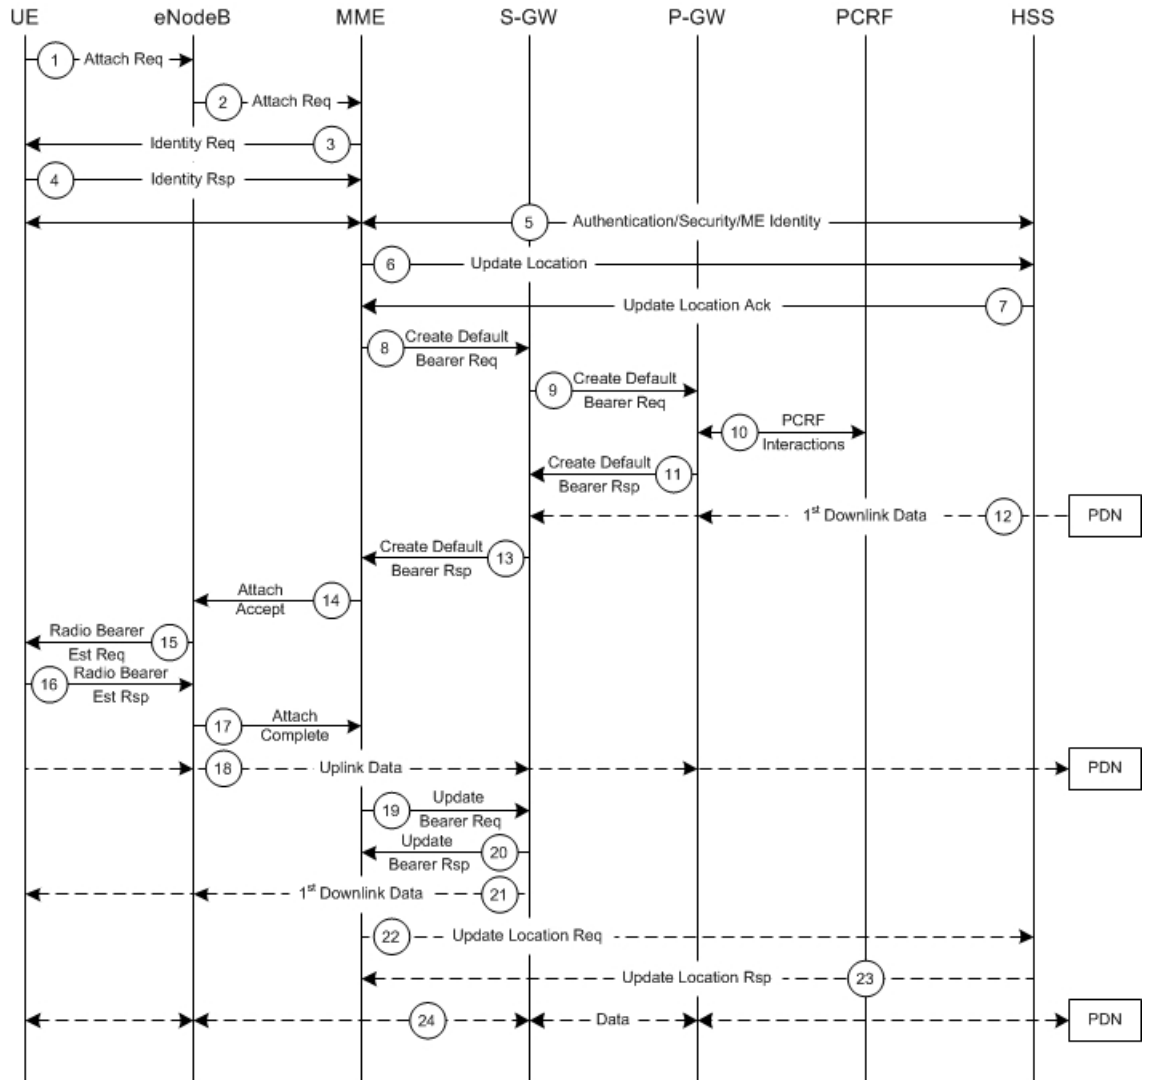 UE eNodeB MME S-GW P-GW PCRF HSS
1 Attach Req
2 Attach Req
Identity Req 3
4 Identity Rsp
5 Authentication/Security/ME Identity
6 Update Location
Update Location Ack 7
8 Create Default
Bearer Req
9 Create Default
Bearer Req
10 PCRF
Interactions
Create Default 11
Bearer Rsp
1st Downlink Data 12 PDN
Create Default 13
Bearer Rsp
Attach 14
Accept
Radio Bearer 15
Est Req
16 Radio Bearer
Est Rsp
17 Attach
Complete
18 Uplink Data PDN
19 Update
Bearer Req
Update 20
Bearer Rsp
1st Downlink Data 21
22 Update Location Req
Update Location Rsp 23
24 Data PDN